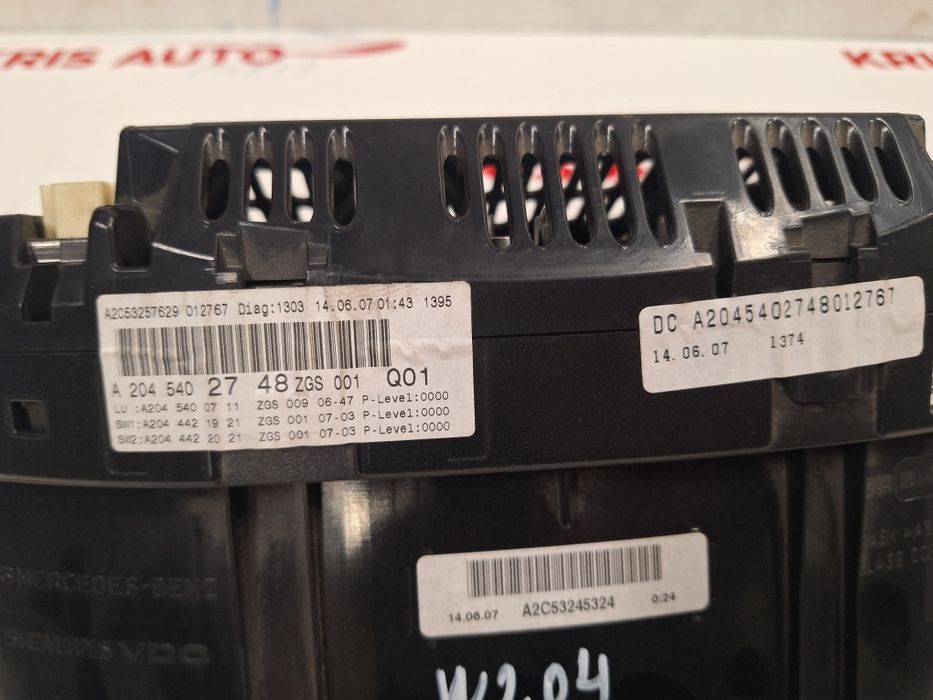 KRIS AUTO
A2C53257629 012767 Diag:1303 14.06.07 01:43 1395
A 204 540 27 48 ZGS 001 Q01
LU :A204 540 07 11 ZGS 009 06-47 P-Level:0000
SW1:A204 442 19 21 ZGS 001 07-03 P-Level:0000
SW2:A204 442 20 21 ZGS 001 07-03 P-Level:0000
DC A2045402748012767
14.06.07 1374
MERCEDES-BENZ
SIEMENS VDO
14.06.07 A2C53245324 0:24
W204